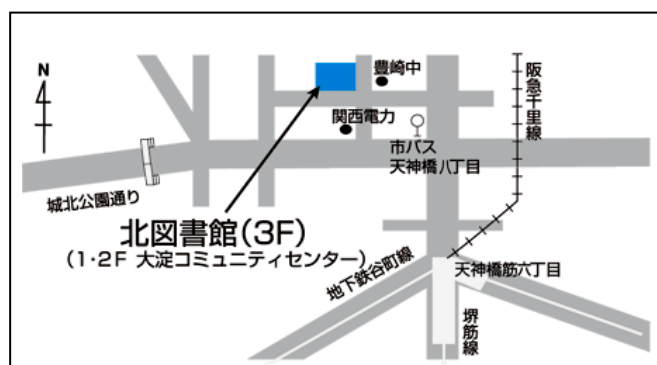 N
豊崎中
阪急千里線
関西電力
市バス
天神橋八丁目
城北公園通り
北図書館(3F)
(1・2F 大淀コミュニティセンター)
地下鉄谷町線
天神橋筋六丁目
堺筋線